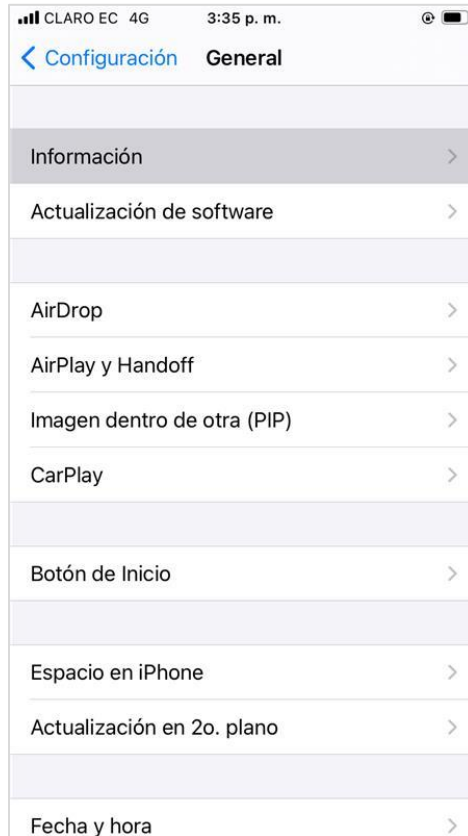 CLARO EC 4G 3:35 p. m.
Configuración General
Información
Actualización de software
AirDrop
AirPlay y Handoff
Imagen dentro de otra (PIP)
CarPlay
Botón de Inicio
Espacio en iPhone
Actualización en 2o. plano
Fecha y hora